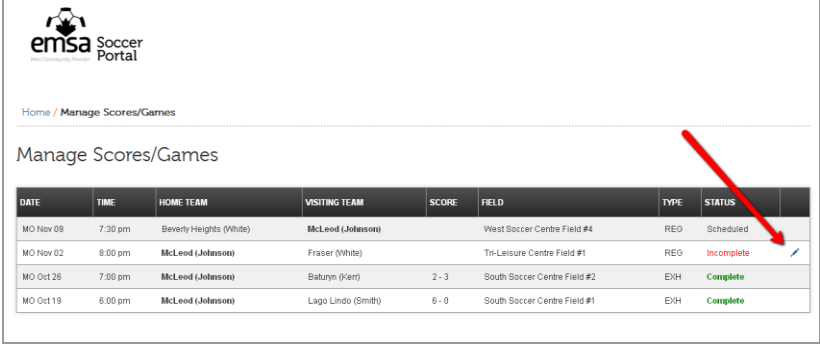 emsa Soccer
Portal
Home / Manage Scores/Games
Manage Scores/Games
DATE TIME HOME TEAM VISITING TEAM SCORE FIELD TYPE STATUS
MO Nov 09 7:30 pm Beverly Heights (White) McLeod (Johnson) West Soccer Centre Field #4 REG Scheduled
MO Nov 02 8:00 pm McLeod (Johnson) Fraser (White) Tri-Leisure Centre Field #1 REG Incomplete
MO Oct 26 7:00 pm McLeod (Johnson) Baturyn (Kerr) 2 - 3 South Soccer Centre Field #2 EXH Complete
MO Oct 19 6:00 pm McLeod (Johnson) Lago Lindo (Smith) 6 - 0 South Soccer Centre Field #1 EXH Complete